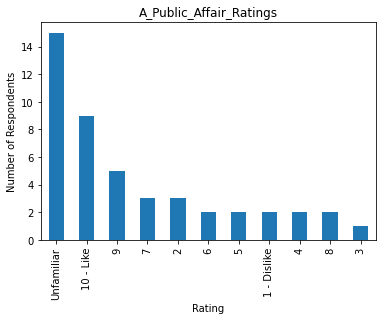 A_Public_Affair_Ratings
Number of Respondents
14
12
10
8
6
4
2
0
Unfamiliar
10 - Like
9
7
2
6
5
1 - Dislike
4
8
3
Rating